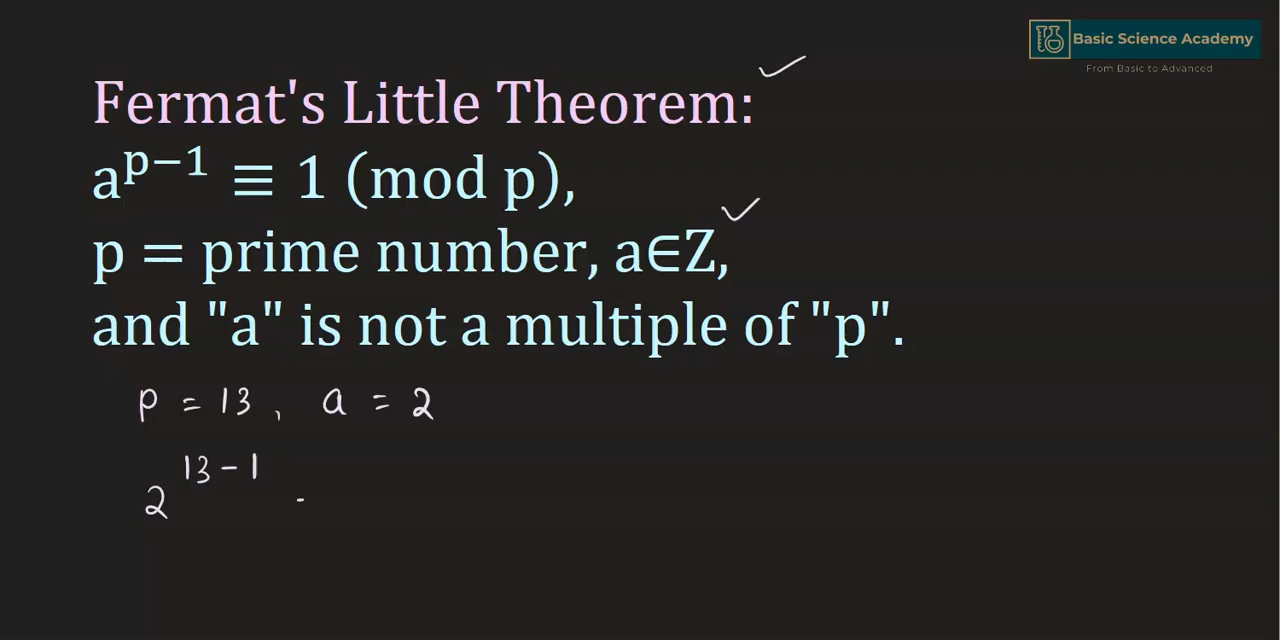 Basic Science Academy
From Basic to Advanced
Fermat's Little Theorem:
a^{p−1} ≡ 1 (mod p),
p = prime number, a∈Z,
and "a" is not a multiple of "p".
p = 13, a = 2
2^{13-1} -